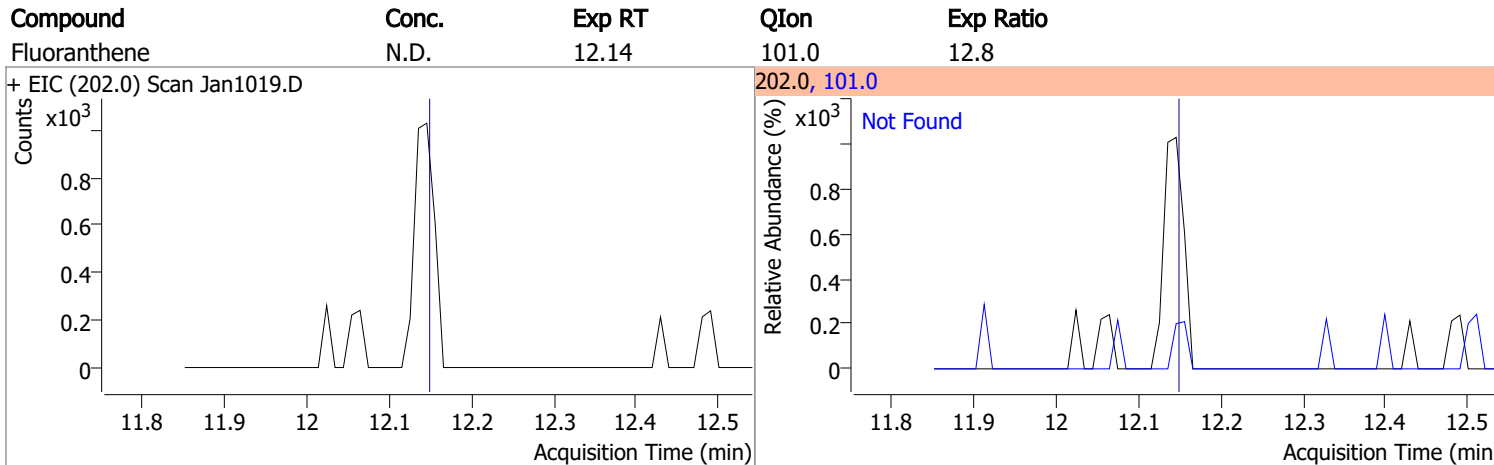 Compound Conc. Exp RT QIon Exp Ratio
Fluoranthene N.D. 12.14 101.0 12.8
+ EIC (202.0) Scan Jan1019.D
Counts
x10³
0.8
0.6
0.4
0.2
0
11.8 11.9 12 12.1 12.2 12.3 12.4 12.5
Acquisition Time (min)
202.0, 101.0
Relative Abundance (%)
x10³
Not Found
0.8
0.6
0.4
0.2
0
11.8 11.9 12 12.1 12.2 12.3 12.4 12.5
Acquisition Time (min